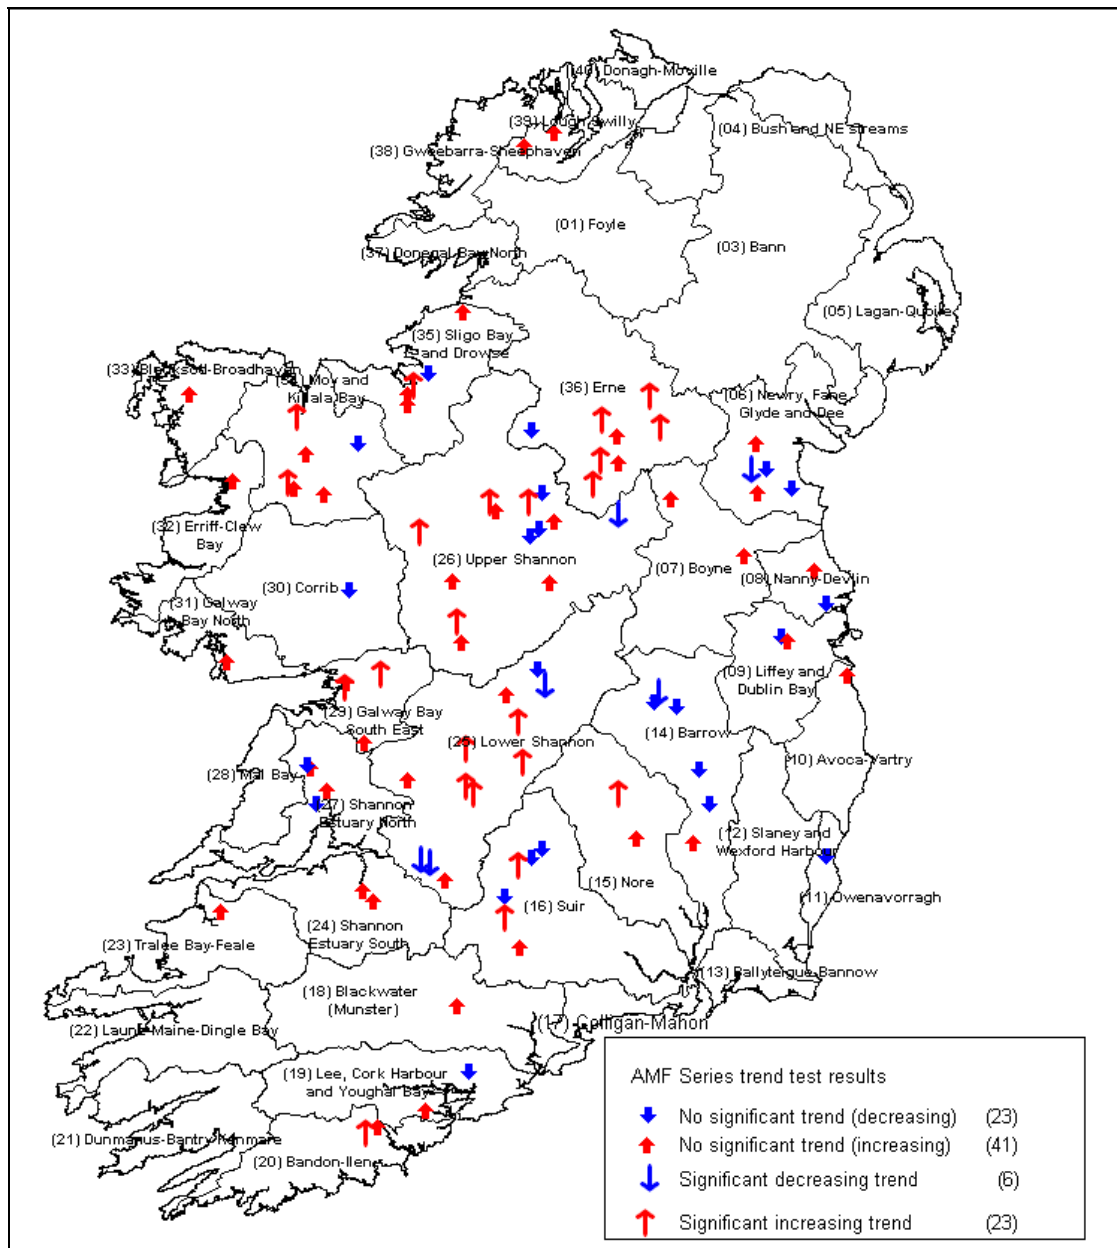 (40) Donagh-Moville
(39) Lough Swilly
(04) Bush and NE streams
(38) Gweebarra-Sheephaven
(01) Foyle
(03) Bann
(37) Donegal Bay North
(05) Lagan-Quoile
(35) Sligo Bay
and Drowse
(33) Blacksod-Broadhaven
Moy and
Killala Bay
(36) Erne
(06) Newry, Fane,
Glyde and Dee
(32) Erriff-Clew
Bay
(26) Upper Shannon
(07) Boyne
(08) Nanny-Devlin
(30) Corrib
(31) Galway
Bay North
(09) Liffey and
Dublin Bay
(29) Galway Bay
South East
(25) Lower Shannon
(14) Barrow
(10) Avoca-Vartry
(28) Mal Bay
(27) Shannon
Estuary North
(12) Slaney and
Wexford Harbour
(15) Nore
(11) Owenavorragh
(16) Suir
(24) Shannon
Estuary South
(23) Tralee Bay-Feale
(13) Ballyteigue-Bannow
(18) Blackwater
(Munster)
(17) Colligan-Mahon
(22) Laune-Maine-Dingle Bay
(19) Lee, Cork Harbour
and Youghal Bay
(21) Dunmanus-Bantry-Kenmare
(20) Bandon-Ilen
AMF Series trend test results
No significant trend (decreasing) (23)
No significant trend (increasing) (41)
Significant decreasing trend (6)
Significant increasing trend (23)